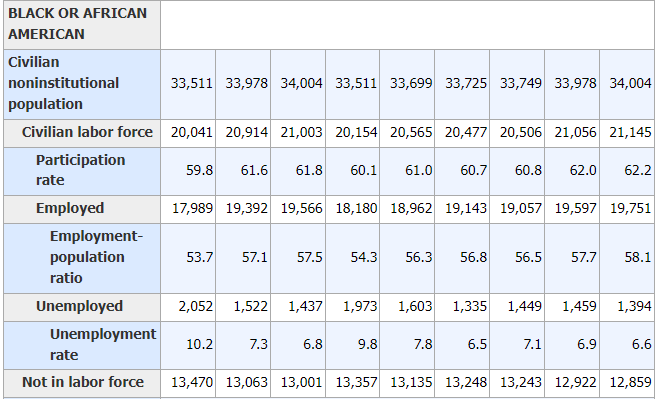 BLACK OR AFRICAN
AMERICAN
Civilian
noninstitutional
population 33,511 33,978 34,004 33,511 33,699 33,725 33,749 33,978 34,004
Civilian labor force 20,041 20,914 21,003 20,154 20,565 20,477 20,506 21,056 21,145
Participation
rate 59.8 61.6 61.8 60.1 61.0 60.7 60.8 62.0 62.2
Employed 17,989 19,392 19,566 18,180 18,962 19,143 19,057 19,597 19,751
Employment-
population
ratio 53.7 57.1 57.5 54.3 56.3 56.8 56.5 57.7 58.1
Unemployed 2,052 1,522 1,437 1,973 1,603 1,335 1,449 1,459 1,394
Unemployment
rate 10.2 7.3 6.8 9.8 7.8 6.5 7.1 6.9 6.6
Not in labor force 13,470 13,063 13,001 13,357 13,135 13,248 13,243 12,922 12,859